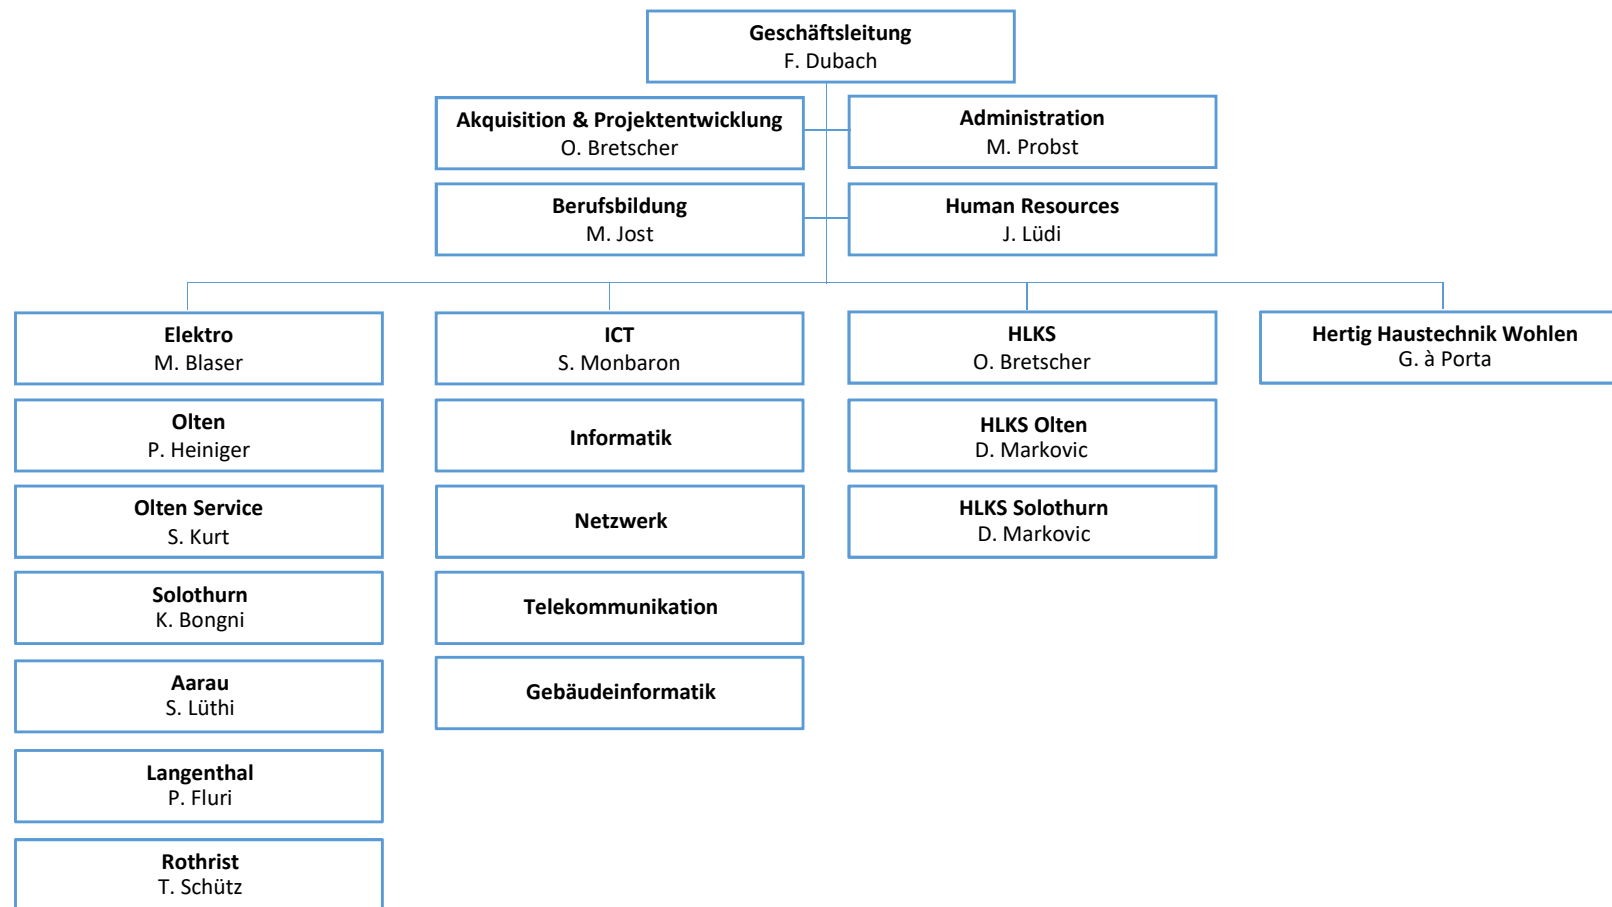 Geschäftsleitung
F. Dubach
Akquisition & Projektentwicklung
O. Bretscher
Administration
M. Probst
Berufsbildung
M. Jost
Human Resources
J. Lüdi
Elektro
M. Blaser
Olten
P. Heiniger
Olten Service
S. Kurt
Solothurn
K. Bongni
Aarau
S. Lüthi
Langenthal
P. Fluri
Rothrist
T. Schütz
ICT
S. Monbaron
Informatik
Netzwerk
Telekommunikation
Gebäudeinformatik
HLKS
O. Bretscher
HLKS Olten
D. Markovic
HLKS Solothurn
D. Markovic
Hertig Haustechnik Wohlen
G. à Porta